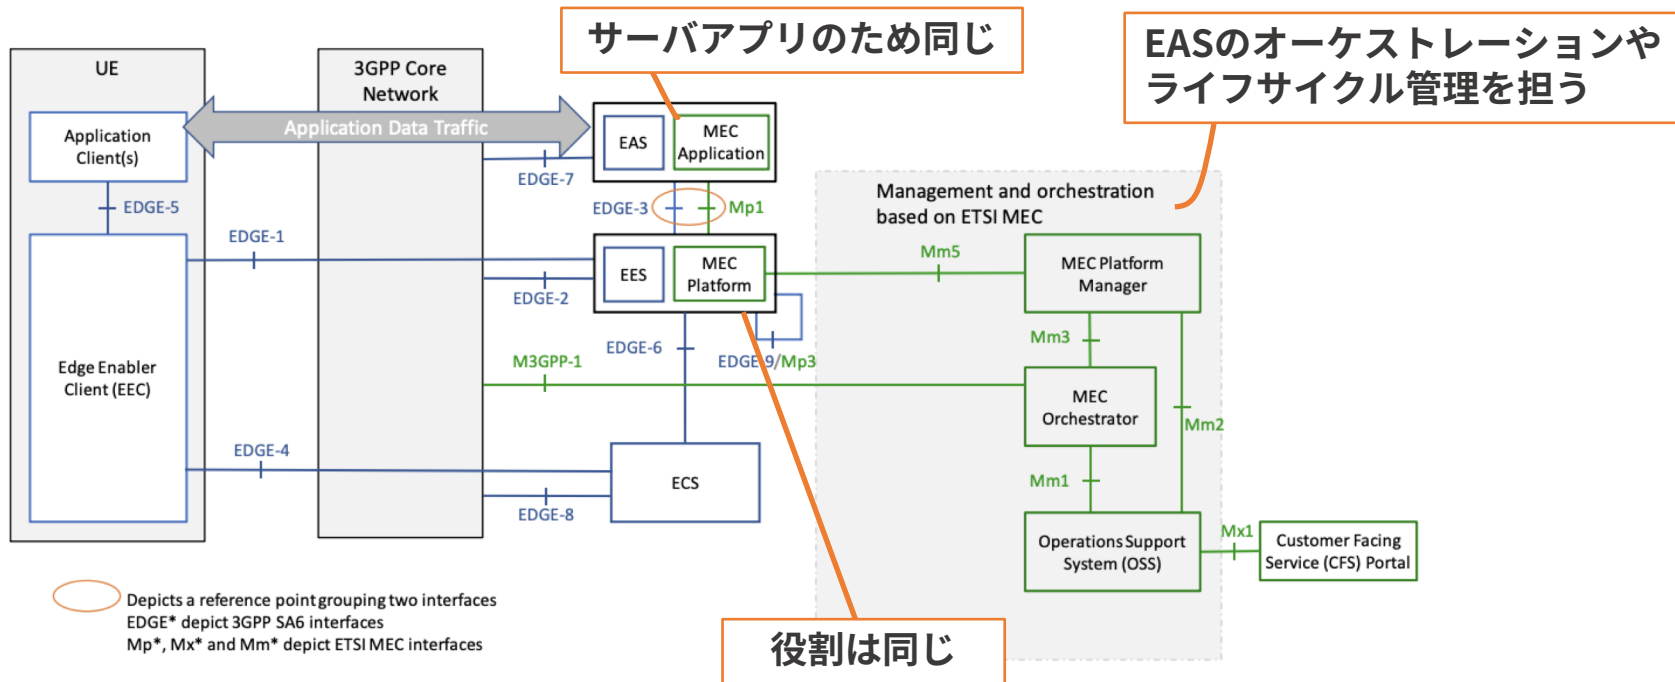 サーバアプリのため同じ
EASのオーケストレーションや
ライフサイクル管理を担う
UE
3GPP Core
Network
Application Data Traffic
Application
Client(s)
EAS
MEC
Application
EDGE-7
EDGE-5
EDGE-3
Mp1
Management and orchestration
based on ETSI MEC
EDGE-1
EES
MEC
Platform
Mm5
MEC Platform
Manager
EDGE-2
EDGE-6
EDGE-9/Mp3
Mm3
M3GPP-1
Edge Enabler
Client (EEC)
MEC
Orchestrator
Mm2
EDGE-4
ECS
Mm1
EDGE-8
Operations Support
System (OSS)
Mx1
Customer Facing
Service (CFS) Portal
Depicts a reference point grouping two interfaces
EDGE* depict 3GPP SA6 interfaces
Mp*, Mx* and Mm* depict ETSI MEC interfaces
役割は同じ